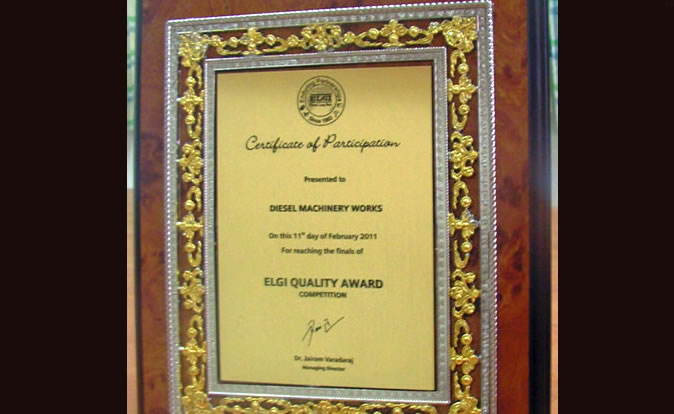 ELGI
Certificate of Participation
Presented to
DIESEL MACHINERY WORKS
On this 11th day of February 2011
For reaching the finals of
ELGI QUALITY AWARD
COMPETITION
Dr. Jairam Varadaraj
Managing Director